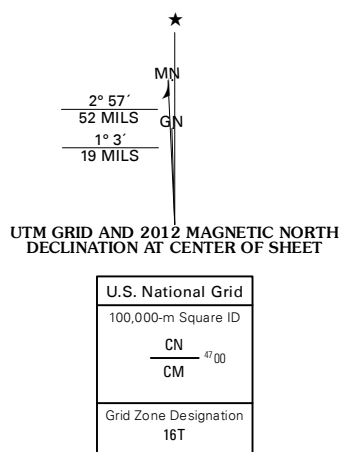 ★
MN
2° 57´
52 MILS
GN
1° 3´
19 MILS
UTM GRID AND 2012 MAGNETIC NORTH
DECLINATION AT CENTER OF SHEET
U.S. National Grid
100,000-m Square ID
CN
4700
CM
Grid Zone Designation
16T